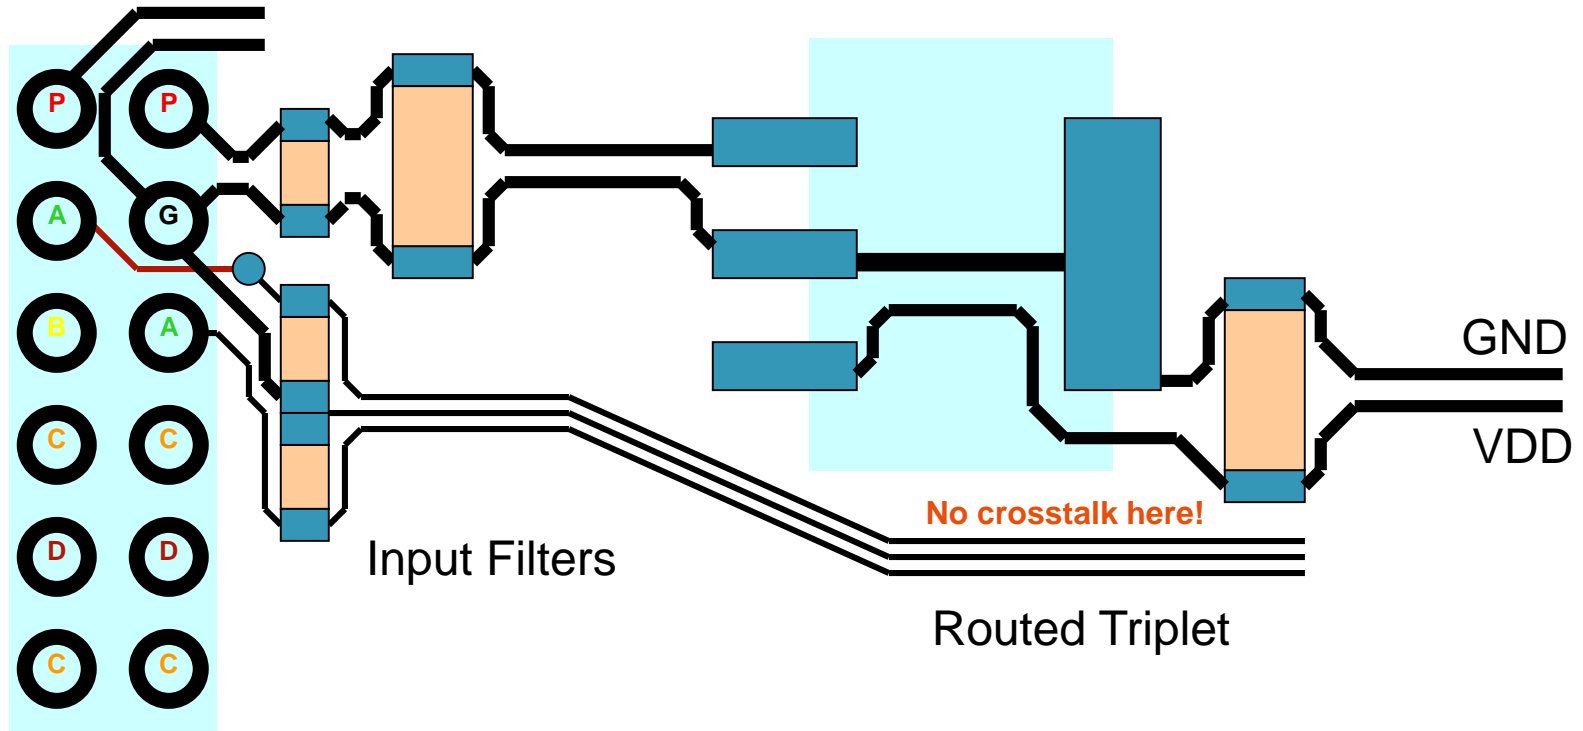 P P
A G
B A
C C
D D
C C
GND
VDD
No crosstalk here!
Input Filters
Routed Triplet